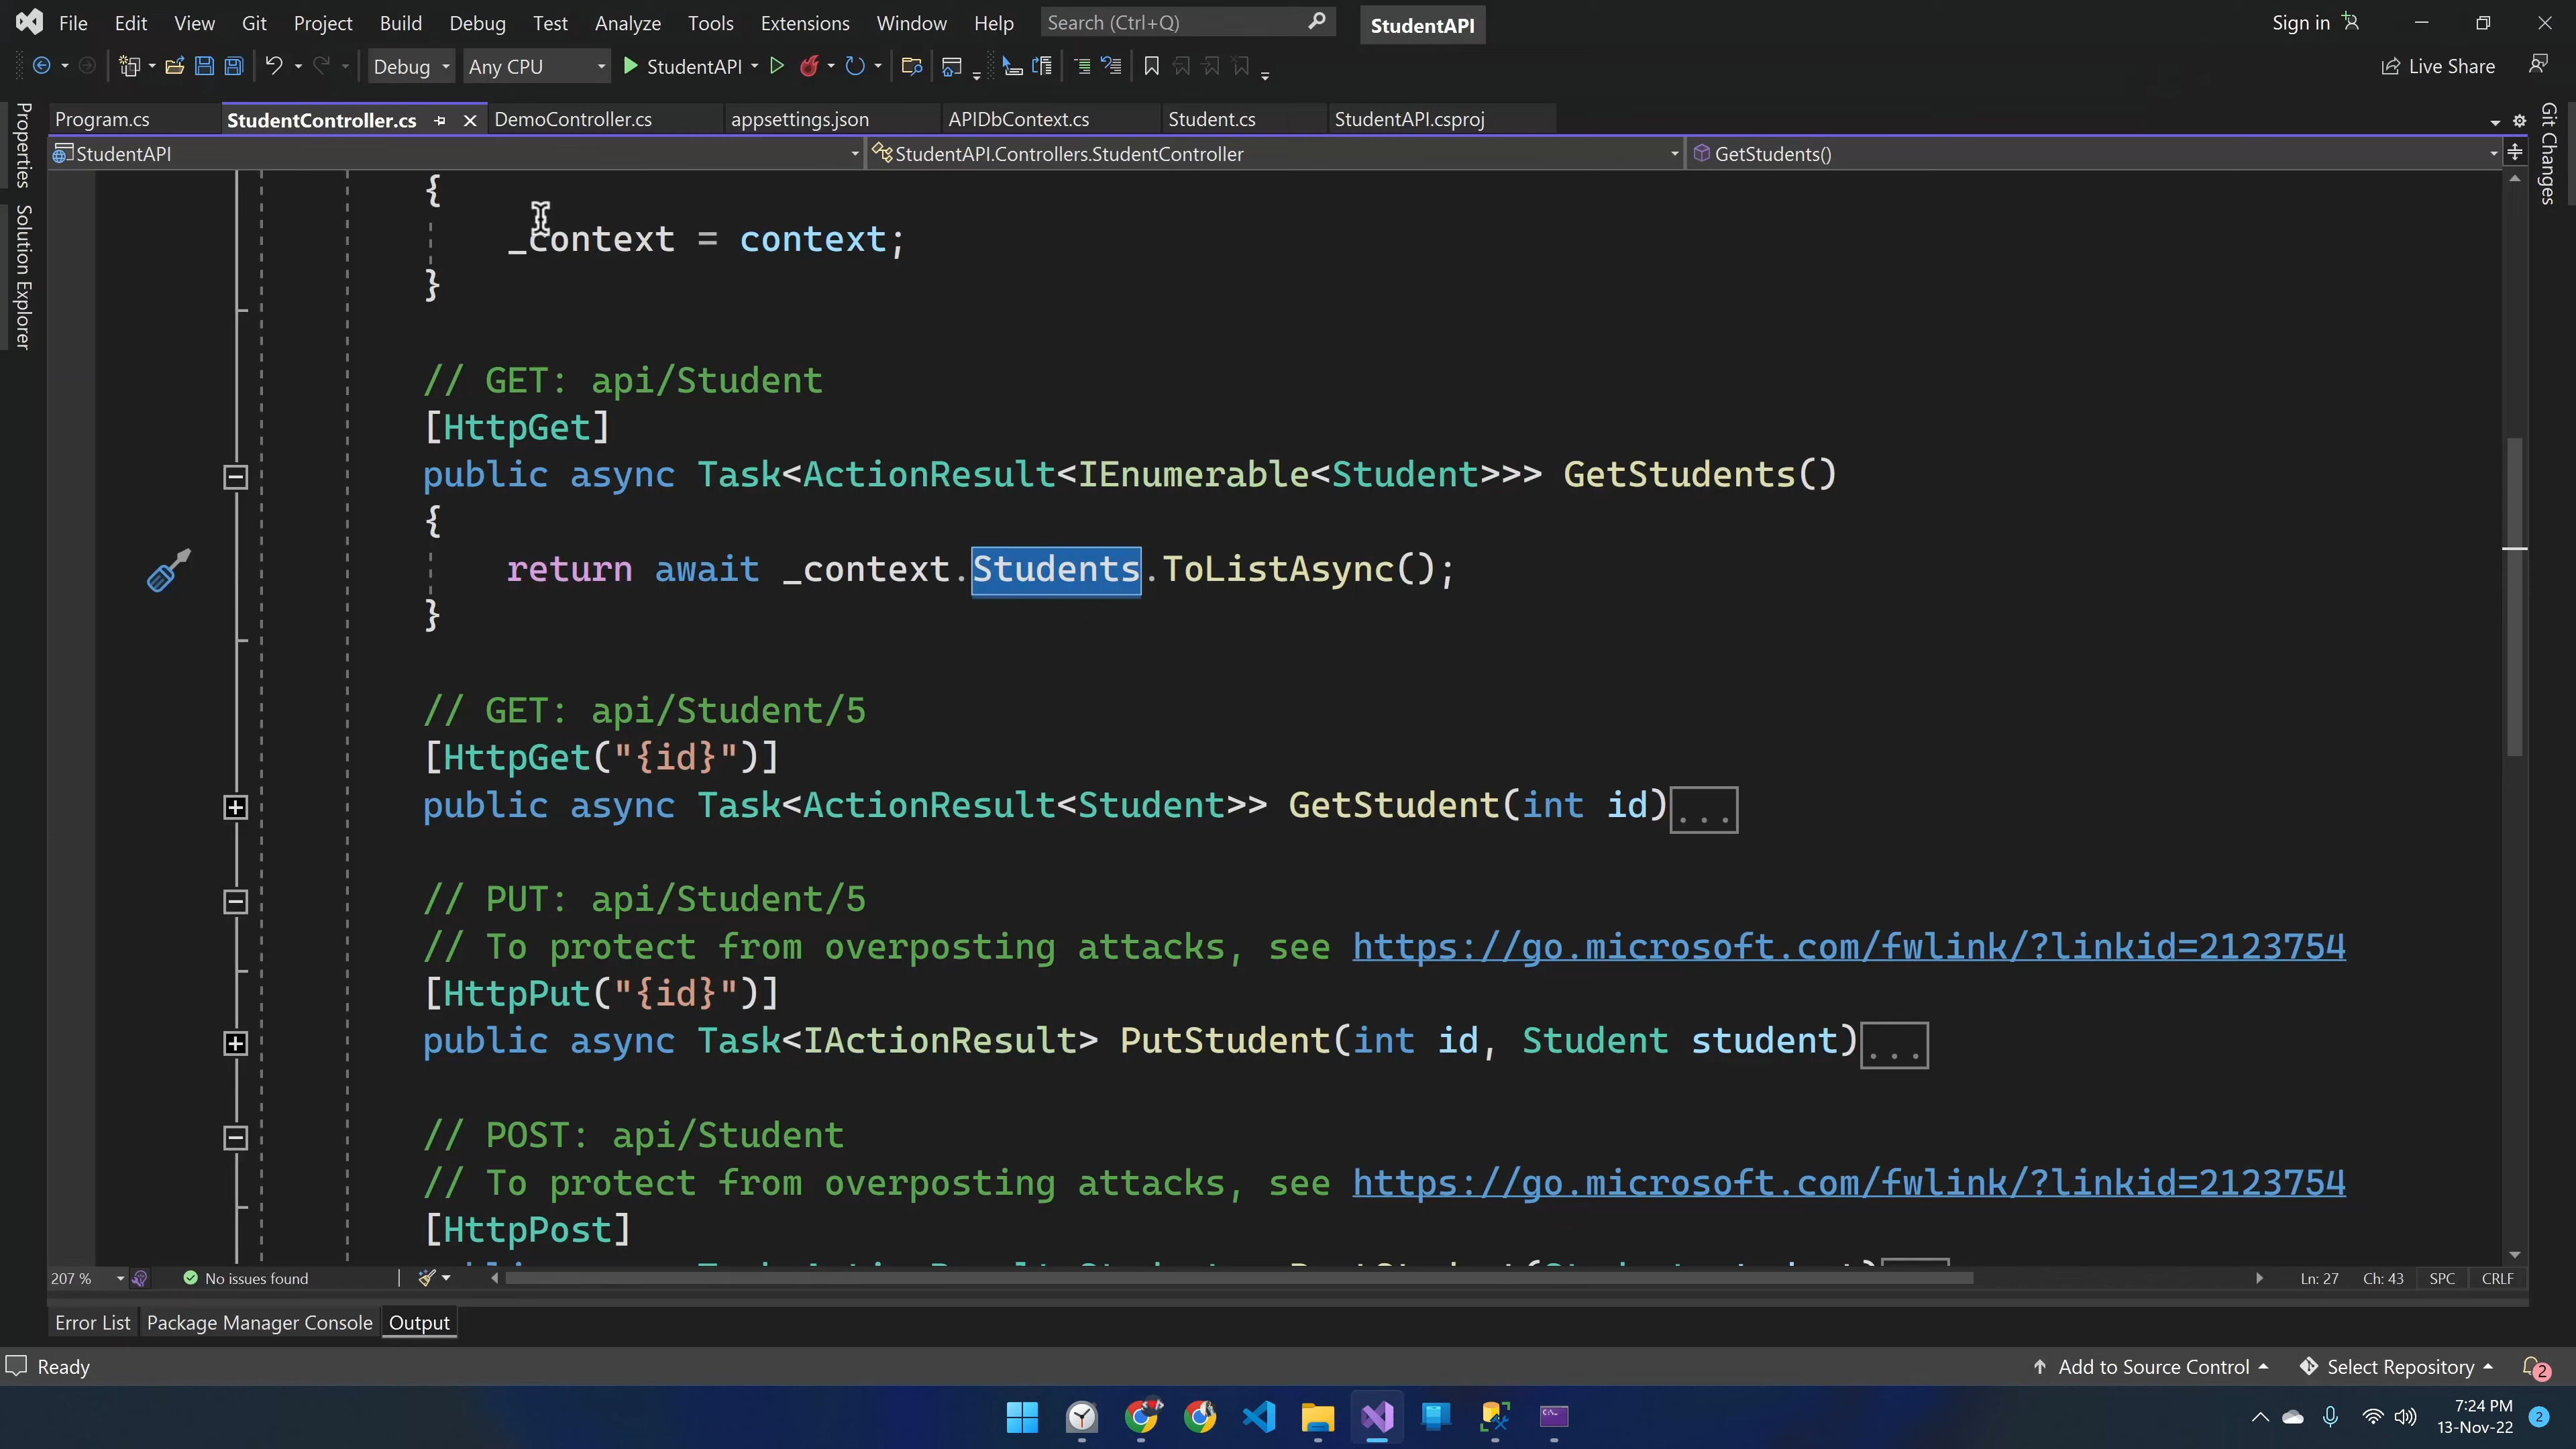 File Edit View Git Project Build Debug Test Analyze Tools Extensions Window Help Search (Ctrl+Q) StudentAPI Sign in
Debug Any CPU StudentAPI Live Share
Program.cs StudentController.cs DemoController.cs appsettings.json APIDbContext.cs Student.cs StudentAPI.csproj
StudentAPI StudentAPI.Controllers.StudentController GetStudents()
Properties
Solution Explorer
Git Changes
{
_context = context;
}
// GET: api/Student
[HttpGet]
public async Task<ActionResult<IEnumerable<Student>>> GetStudents()
{
return await _context.Students.ToListAsync();
}
// GET: api/Student/5
[HttpGet("{id}")]
public async Task<ActionResult<Student>> GetStudent(int id)...
// PUT: api/Student/5
// To protect from overposting attacks, see https://go.microsoft.com/fwlink/?linkid=2123754
[HttpPut("{id}")]
public async Task<IActionResult> PutStudent(int id, Student student)...
// POST: api/Student
// To protect from overposting attacks, see https://go.microsoft.com/fwlink/?linkid=2123754
[HttpPost]
207 % No issues found Ln: 27 Ch: 43 SPC CRLF
Error List Package Manager Console Output
Ready Add to Source Control Select Repository 2
7:24 PM
13-Nov-22 2